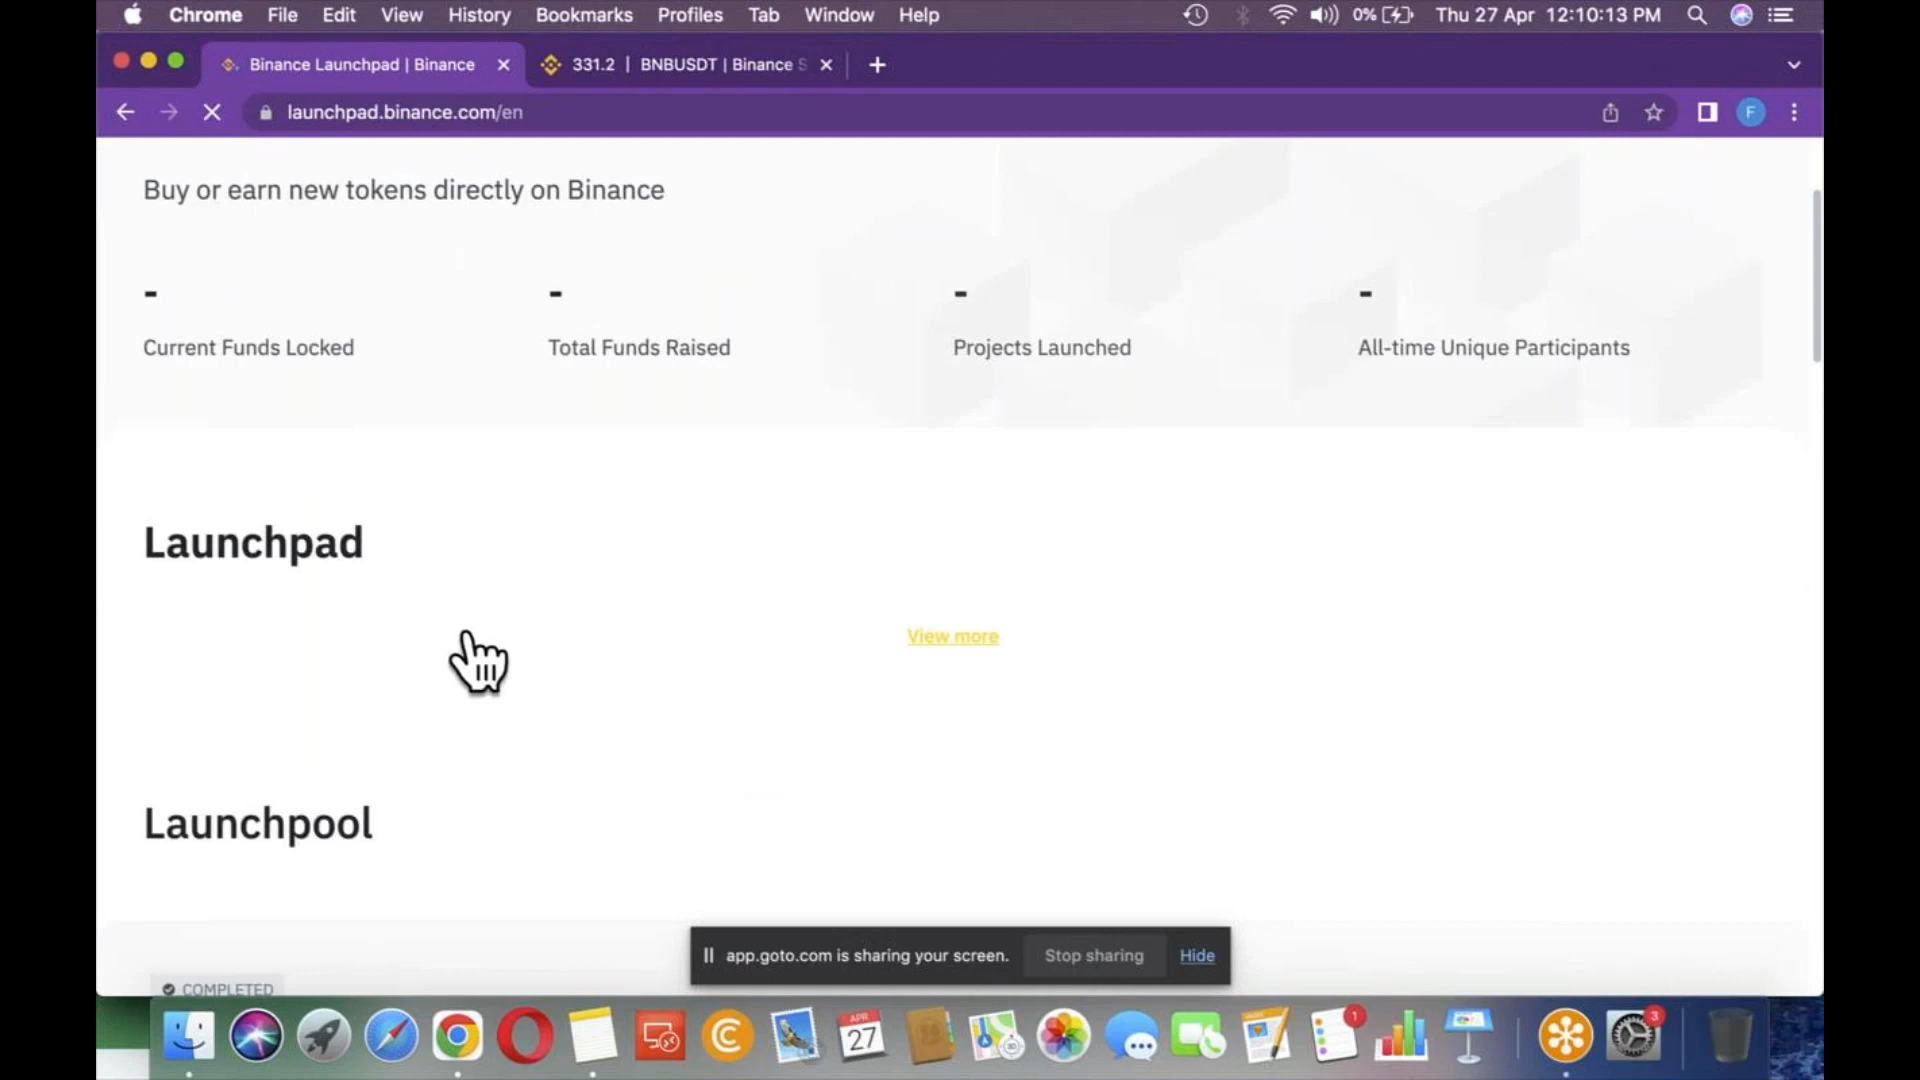 Chrome File Edit View History Bookmarks Profiles Tab Window Help 0% Thu 27 Apr 12:10:13 PM
Binance Launchpad | Binance 331.2 | BNBUSDT | Binance S
launchpad.binance.com/en F
Buy or earn new tokens directly on Binance
- - - -
Current Funds Locked Total Funds Raised Projects Launched All-time Unique Participants
Launchpad
View more
Launchpool
app.goto.com is sharing your screen. Stop sharing Hide
COMPLETED
APR
27
1
3